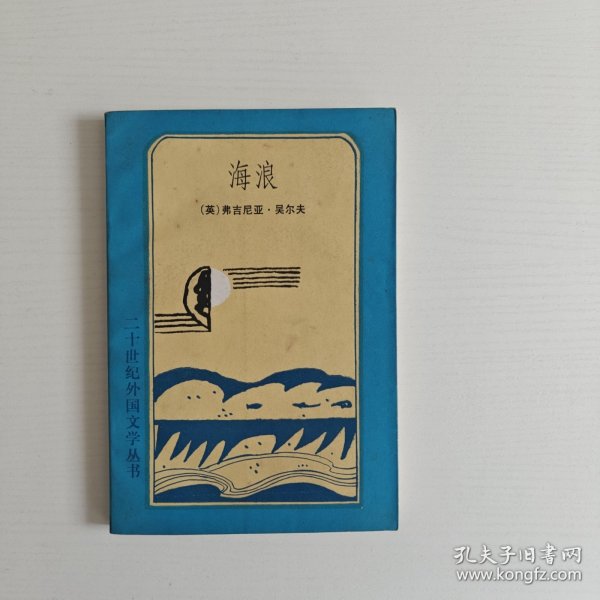 海浪
(英)弗吉尼亚·吴尔夫
二十世纪外国文学丛书
孔夫子旧书网
www.kongfz.com